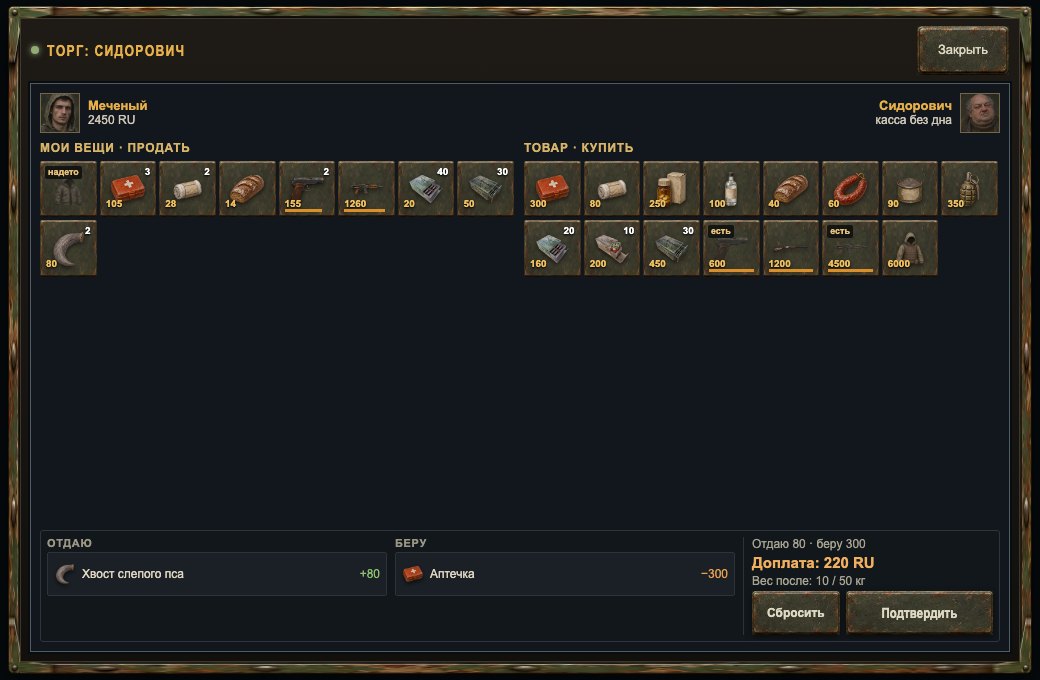 ТОРГ: СИДОРОВИЧ
Закрыть
Меченый
2450 RU
Сидорович
касса без дна
МОИ ВЕЩИ · ПРОДАТЬ
надето
3
105
2
28
14
2
155
1260
40
20
30
50
2
80
ТОВАР · КУПИТЬ
300
80
250
100
40
60
90
350
20
160
10
200
30
450
есть
600
1200
есть
4500
6000
ОТДАЮ
Хвост слепого пса +80
БЕРУ
Аптечка −300
Отдаю 80 · беру 300
Доплата: 220 RU
Вес после: 10 / 50 кг
Сбросить
Подтвердить